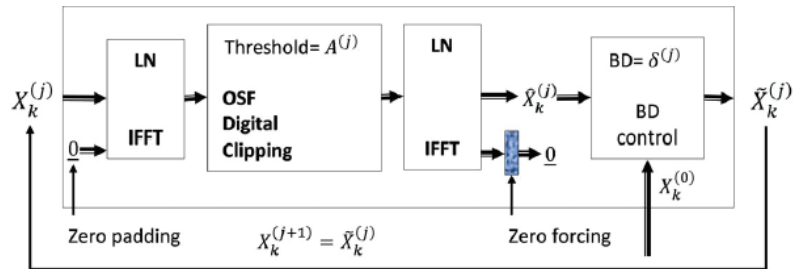 LN
IFFT
Threshold= A^{(j)}
OSF
Digital
Clipping
LN
IFFT
BD= δ^{(j)}
BD
control
X_k^{(j)}
0
X̂_k^{(j)}
0
X̃_k^{(j)}
X_k^{(0)}
Zero padding
X_k^{(j+1)} = X̃_k^{(j)}
Zero forcing